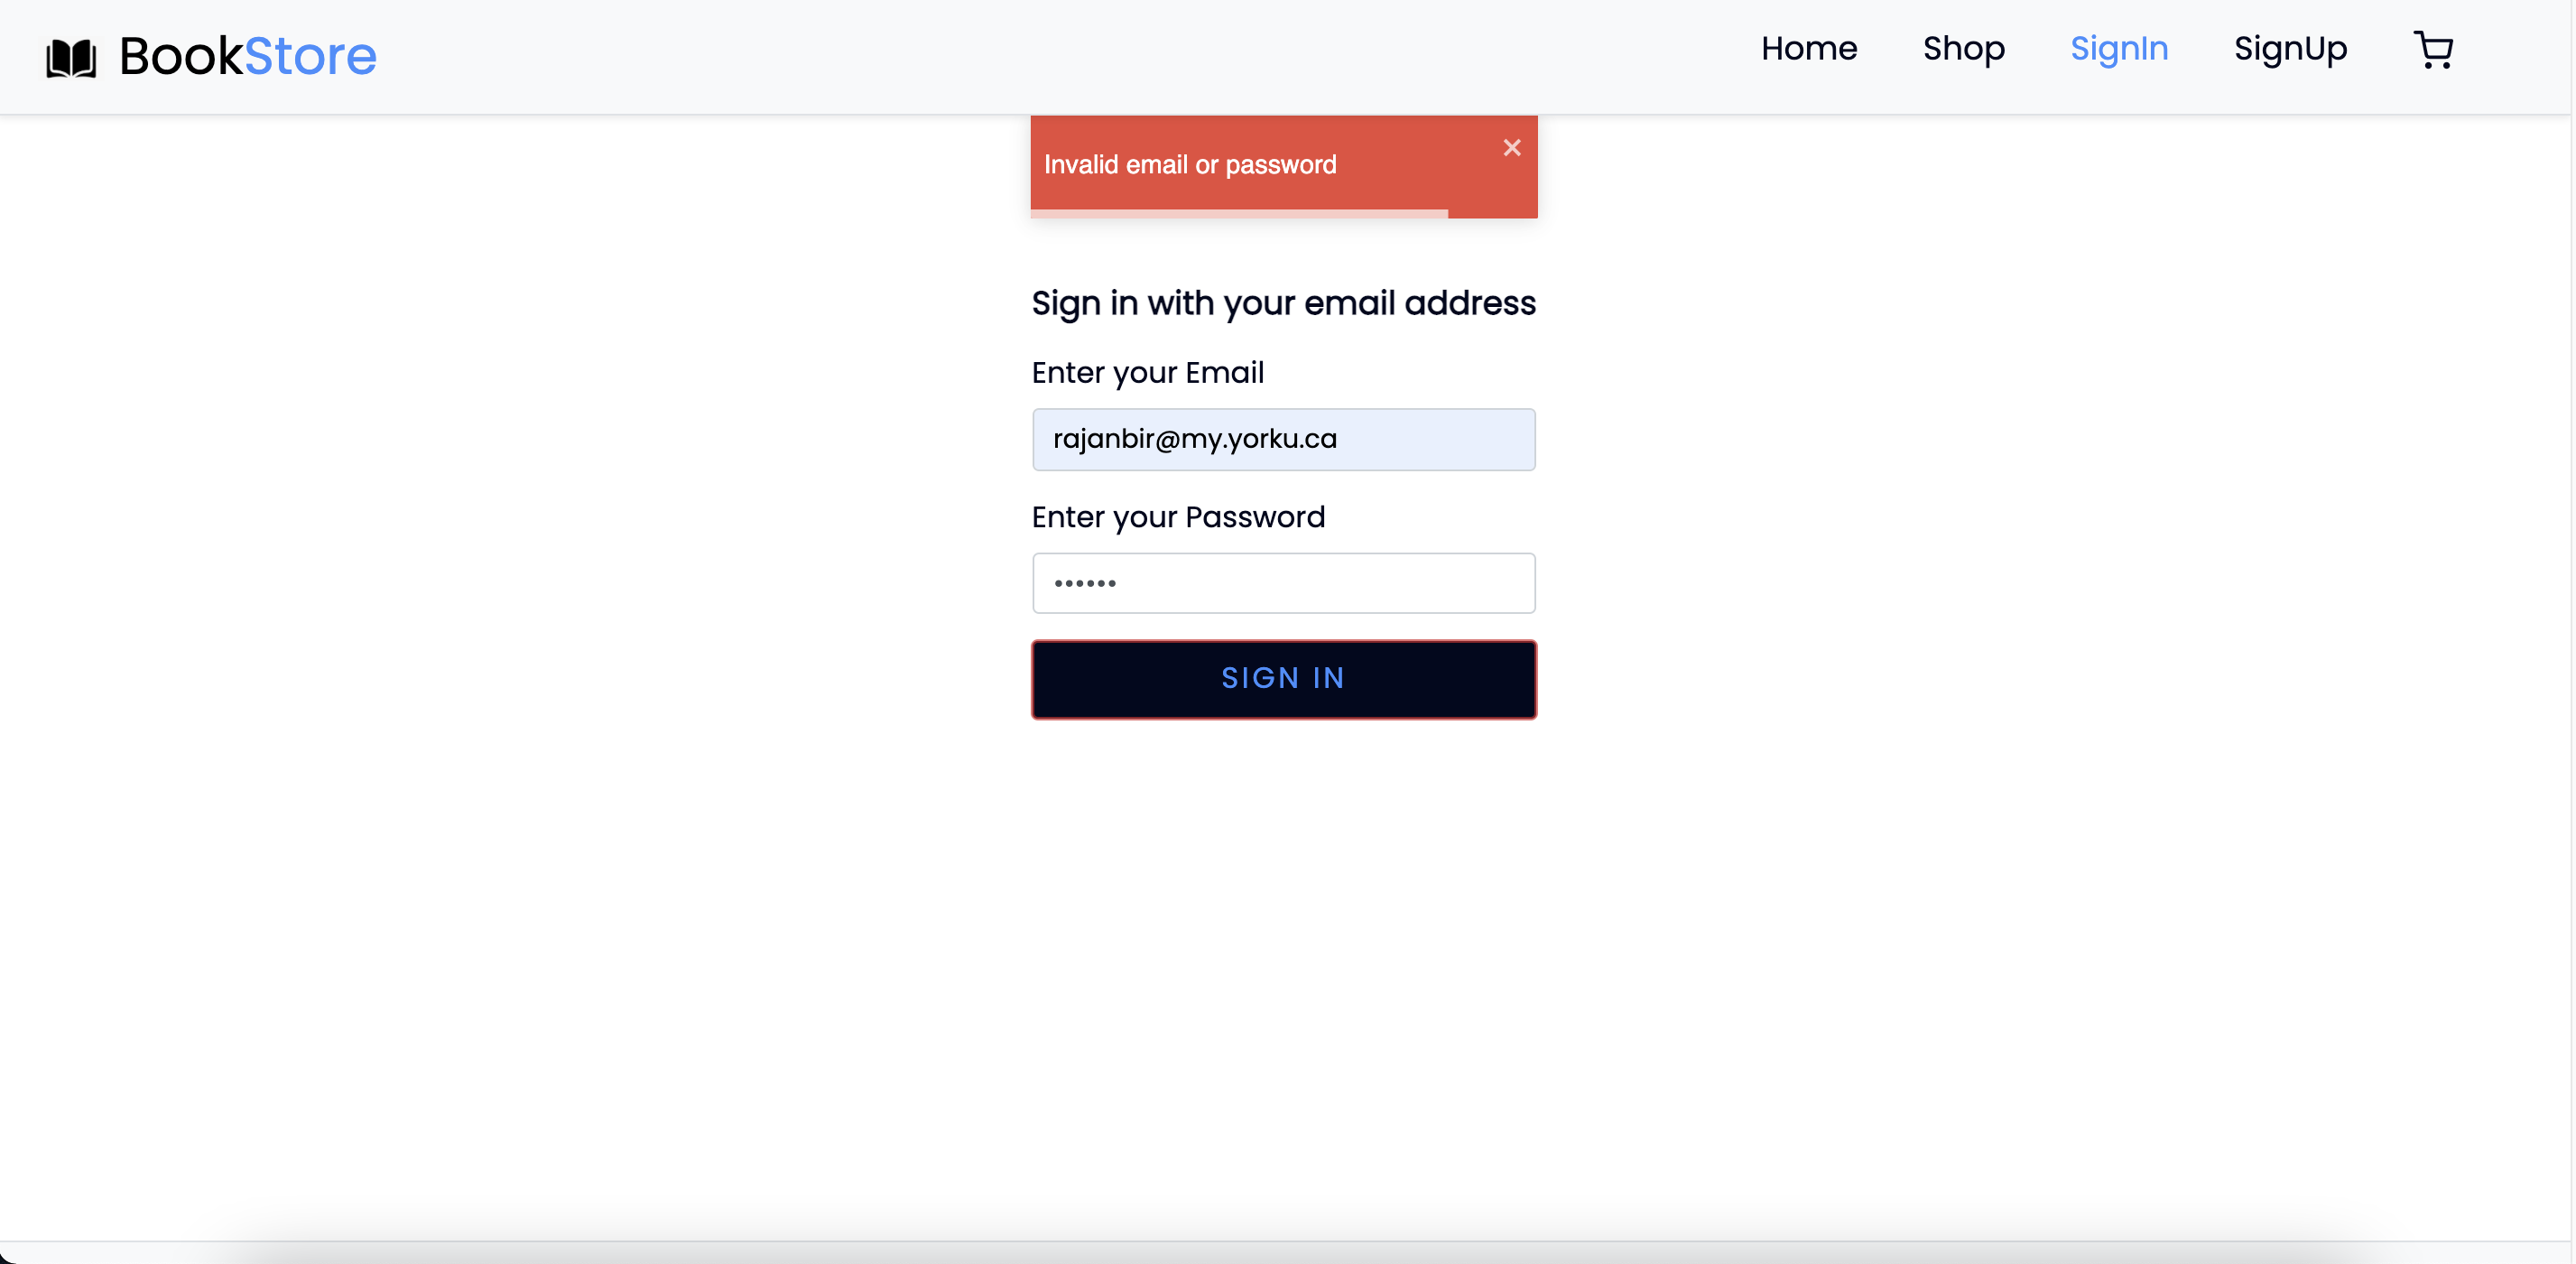 BookStore
Home Shop SignIn SignUp
Invalid email or password
Sign in with your email address
Enter your Email
rajanbir@my.yorku.ca
Enter your Password
••••••
SIGN IN